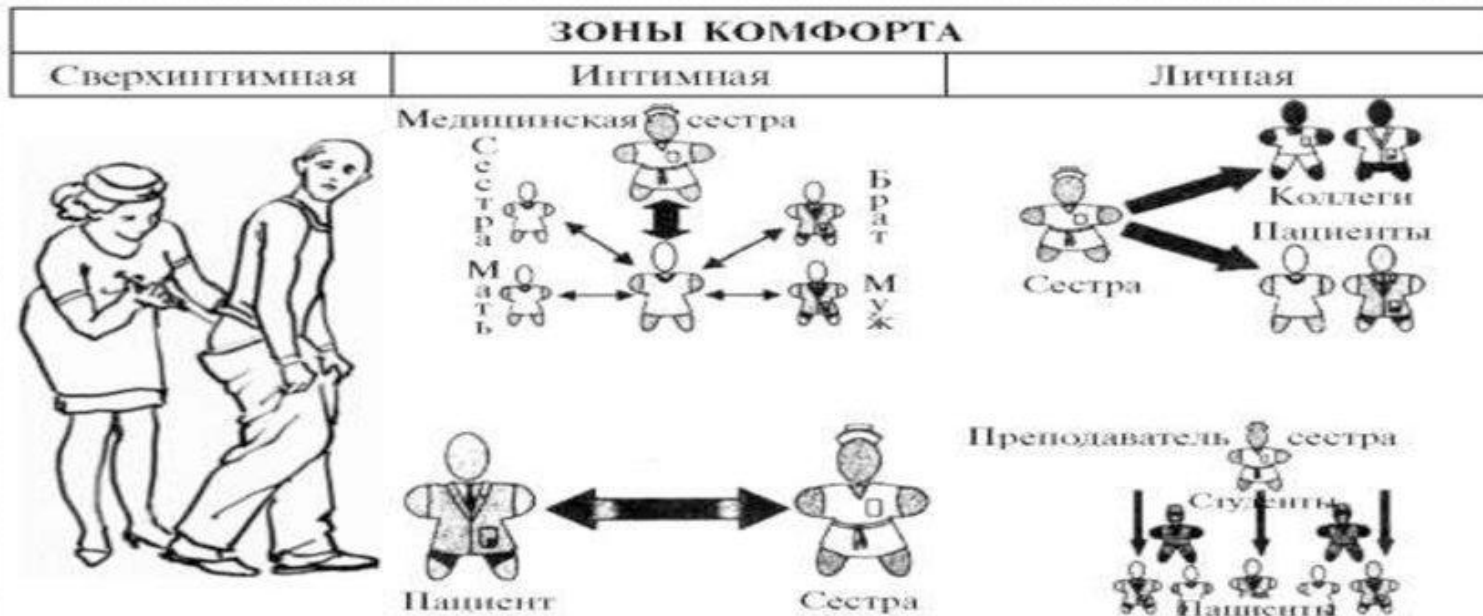 ЗОНЫ КОМФОРТА
Сверхинтимная
Интимная
Личная
Медицинская сестра
Сестра
Брат
Мать
Муж
Коллеги
Пациенты
Сестра
Пациент
Сестра
Преподаватель сестра
Студенты
Пациенты